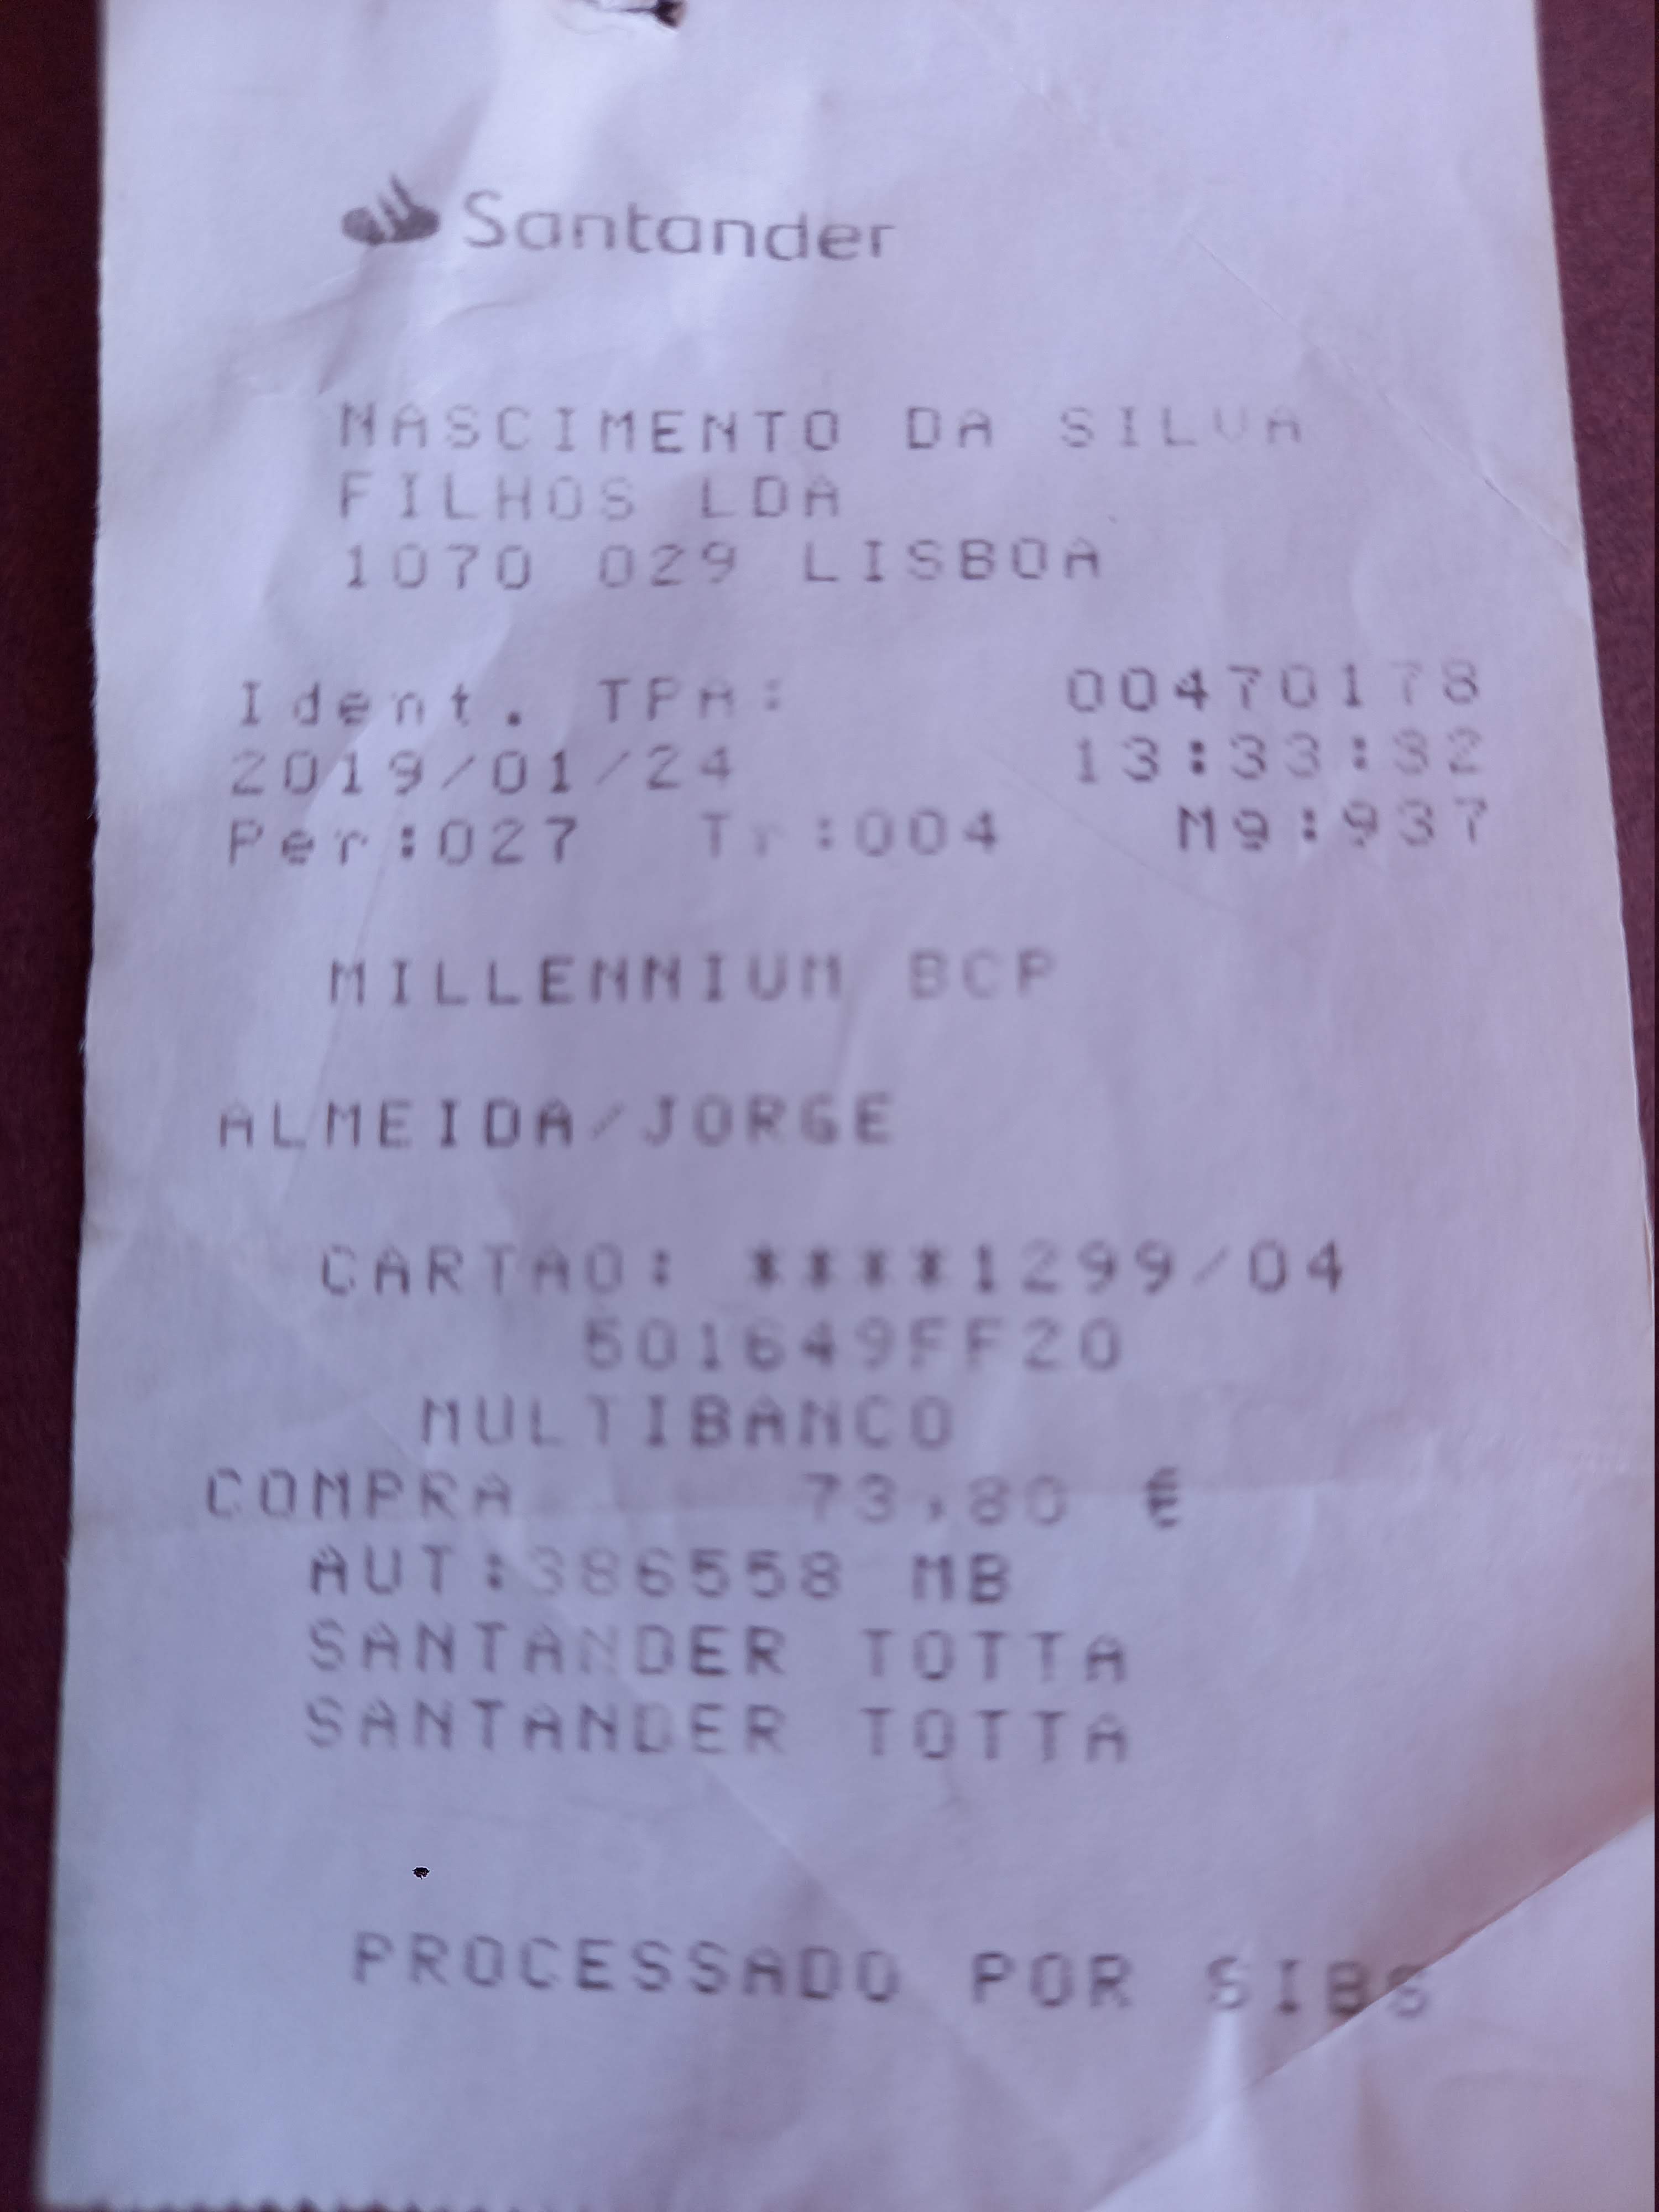 Santander
NASCIMENTO DA SILVA
FILHOS LDA
1070 029 LISBOA
Ident. TPA: 00470178
2019/01/24 13:33:32
Per:027 Tr:004 Mg:937
MILLENNIUM BCP
ALMEIDA/JORGE
CARTAO: ****1299/04
501649FF20
MULTIBANCO
COMPRA 73,80 €
AUT:386558 MB
SANTANDER TOTTA
SANTANDER TOTTA
PROCESSADO POR SIBS